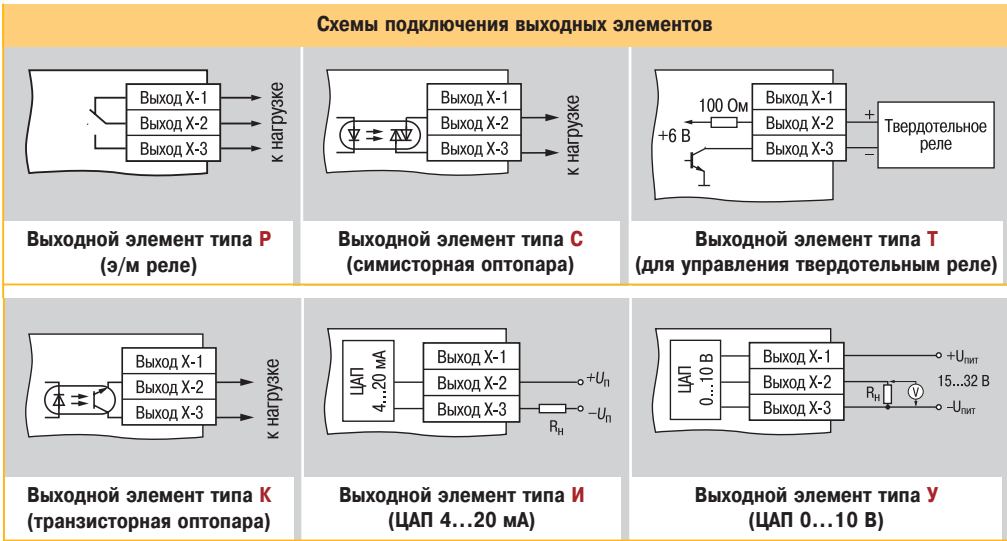 Схемы подключения выходных элементов
Выход X-1
Выход X-2
Выход X-3
к нагрузке
Выходной элемент типа Р
(э/м реле)
Выход X-1
Выход X-2
Выход X-3
к нагрузке
Выходной элемент типа С
(симисторная оптопара)
100 Ом
+6 В
Выход X-1
Выход X-2
Выход X-3
+
–
Твердотельное
реле
Выходной элемент типа Т
(для управления твердотельным реле)
Выход X-1
Выход X-2
Выход X-3
к нагрузке
Выходной элемент типа К
(транзисторная оптопара)
ЦАП
4...20 мА
Выход X-1
Выход X-2
Выход X-3
+Uп
–Uп
Rн
Выходной элемент типа И
(ЦАП 4...20 мА)
ЦАП
0...10 В
Выход X-1
Выход X-2
Выход X-3
+Uпит
15...32 В
Rн
V
–Uпит
Выходной элемент типа У
(ЦАП 0...10 В)